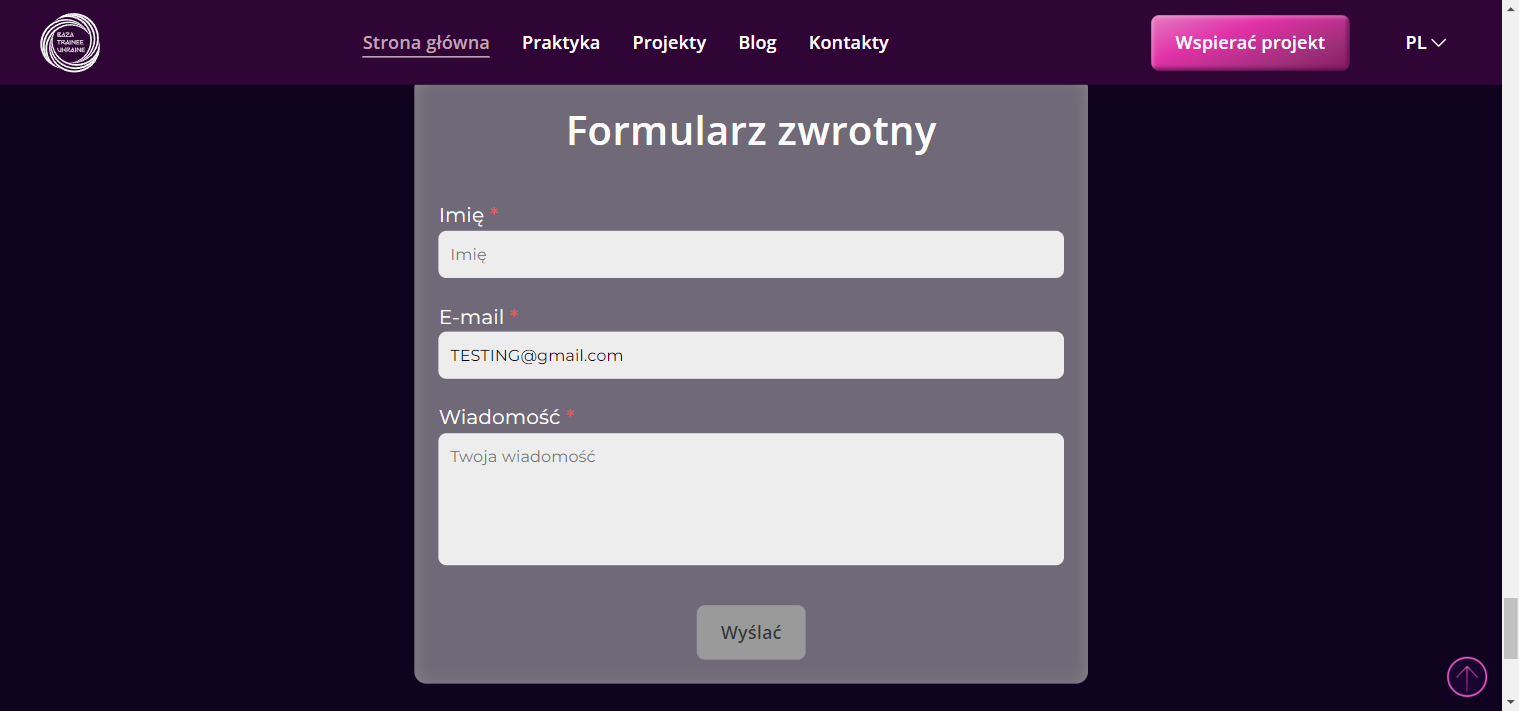 BAZA
TRAINEE
UKRAINE
Strona główna Praktyka Projekty Blog Kontakty Wspierać projekt PL
Formularz zwrotny
Imię *
Imię
E-mail *
TESTING@gmail.com
Wiadomość *
Twoja wiadomość
Wyślać